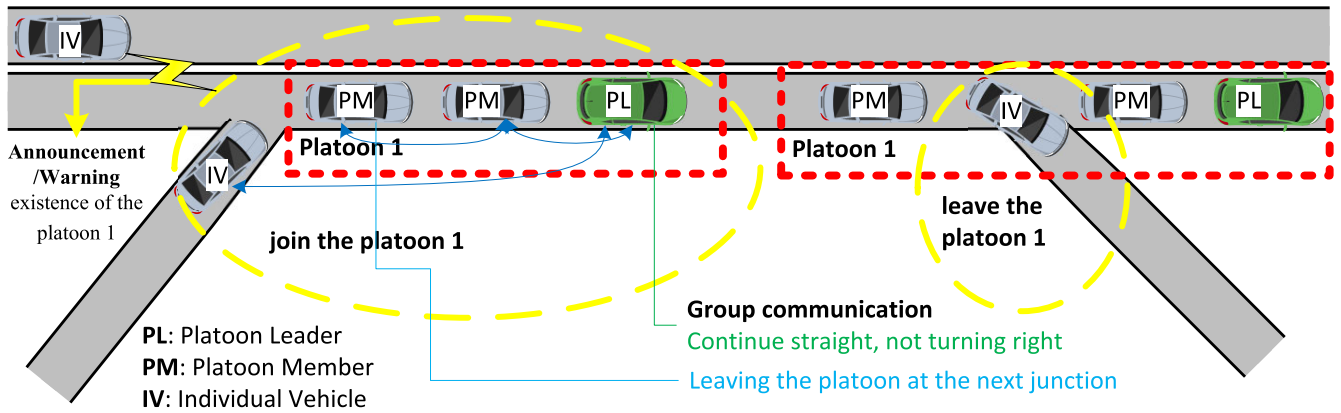 IV
PM
PM
PL
PM
IV
PM
PL
Platoon 1
Platoon 1
Announcement
/Warning
existence of the
platoon 1
IV
join the platoon 1
leave the
platoon 1
Group communication
Continue straight, not turning right
Leaving the platoon at the next junction
PL: Platoon Leader
PM: Platoon Member
IV: Individual Vehicle